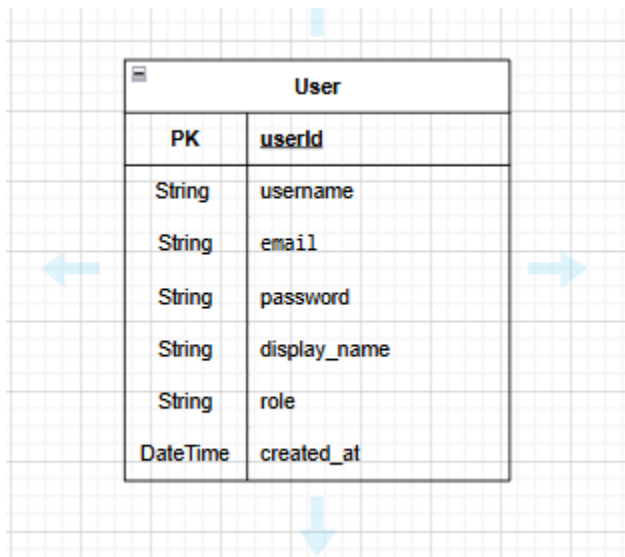 User
PK userId
String username
String email
String password
String display_name
String role
DateTime created_at